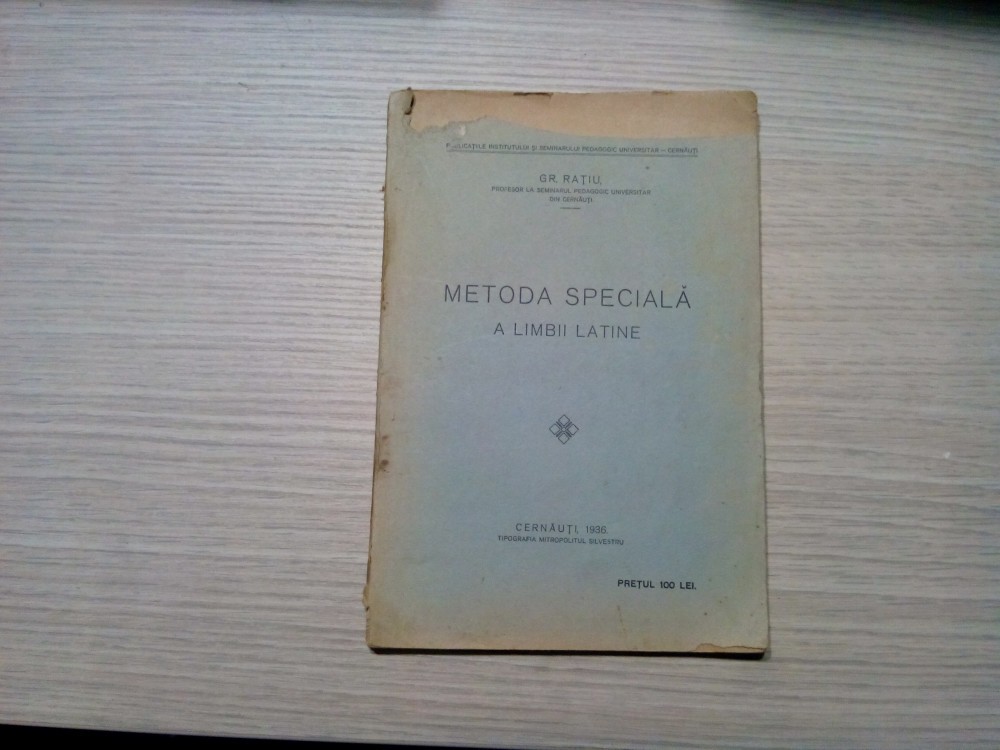 PUBLICAȚIILE INSTITUTULUI ȘI SEMINARULUI PEDAGOGIC UNIVERSITAR — CERNĂUȚI
GR. RAȚIU,
PROFESOR LA SEMINARUL PEDAGOGIC UNIVERSITAR
DIN CERNĂUȚI
METODA SPECIALĂ
A LIMBII LATINE
CERNĂUȚI, 1936
TIPOGRAFIA MITROPOLITUL SILVESTRU
PREȚUL 100 LEI.